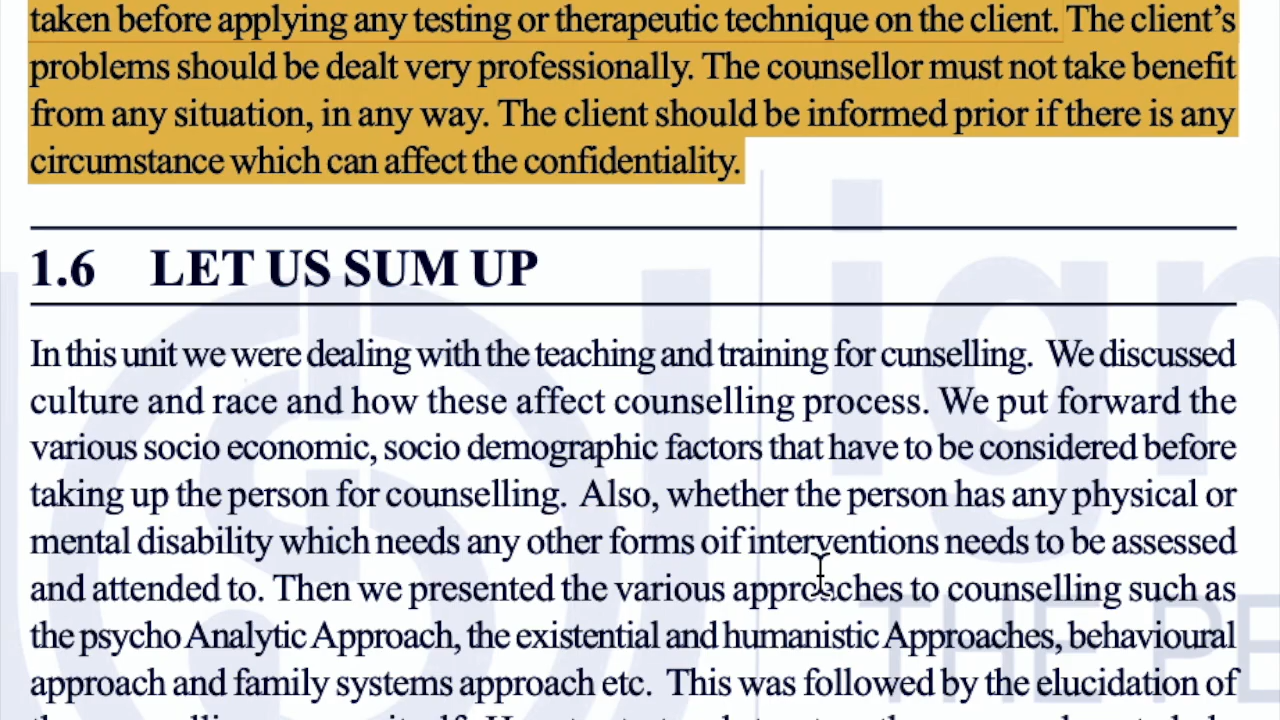 taken before applying any testing or therapeutic technique on the client. The client's
problems should be dealt very professionally. The counsellor must not take benefit
from any situation, in any way. The client should be informed prior if there is any
circumstance which can affect the confidentiality.
1.6 LET US SUM UP
In this unit we were dealing with the teaching and training for cunselling. We discussed
culture and race and how these affect counselling process. We put forward the
various socio economic, socio demographic factors that have to be considered before
taking up the person for counselling. Also, whether the person has any physical or
mental disability which needs any other forms oif interventions needs to be assessed
and attended to. Then we presented the various approaches to counselling such as
the psycho Analytic Approach, the existential and humanistic Approaches, behavioural
approach and family systems approach etc. This was followed by the elucidation of
ign
THE PE